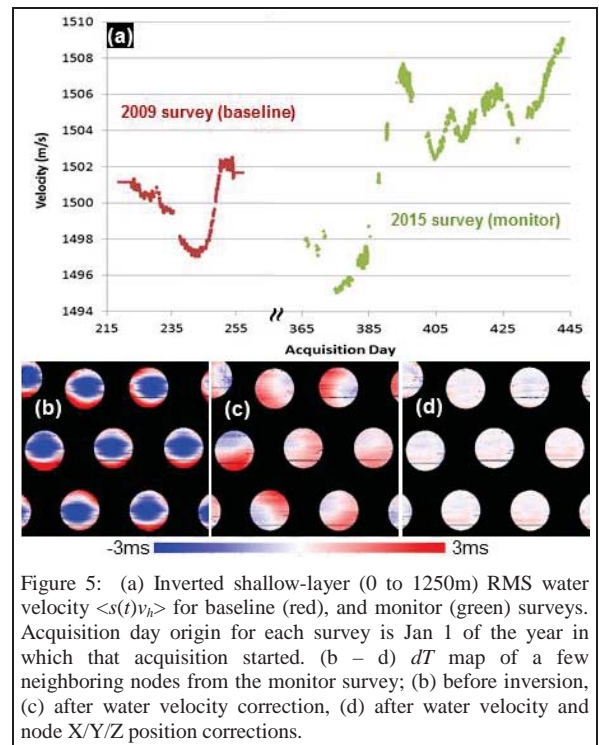 (a)
1510
1508
1506
1504
1502
1500
1498
1496
1494
Velocity (m/s)
2009 survey (baseline)
2015 survey (monitor)
215
235
255
365
385
405
425
445
Acquisition Day
(b)
(c)
(d)
-3ms
3ms
Figure 5: (a) Inverted shallow-layer (0 to 1250m) RMS water
velocity <s(t)v_h> for baseline (red), and monitor (green) surveys.
Acquisition day origin for each survey is Jan 1 of the year in
which that acquisition started. (b – d) dT map of a few
neighboring nodes from the monitor survey; (b) before inversion,
(c) after water velocity correction, (d) after water velocity and
node X/Y/Z position corrections.